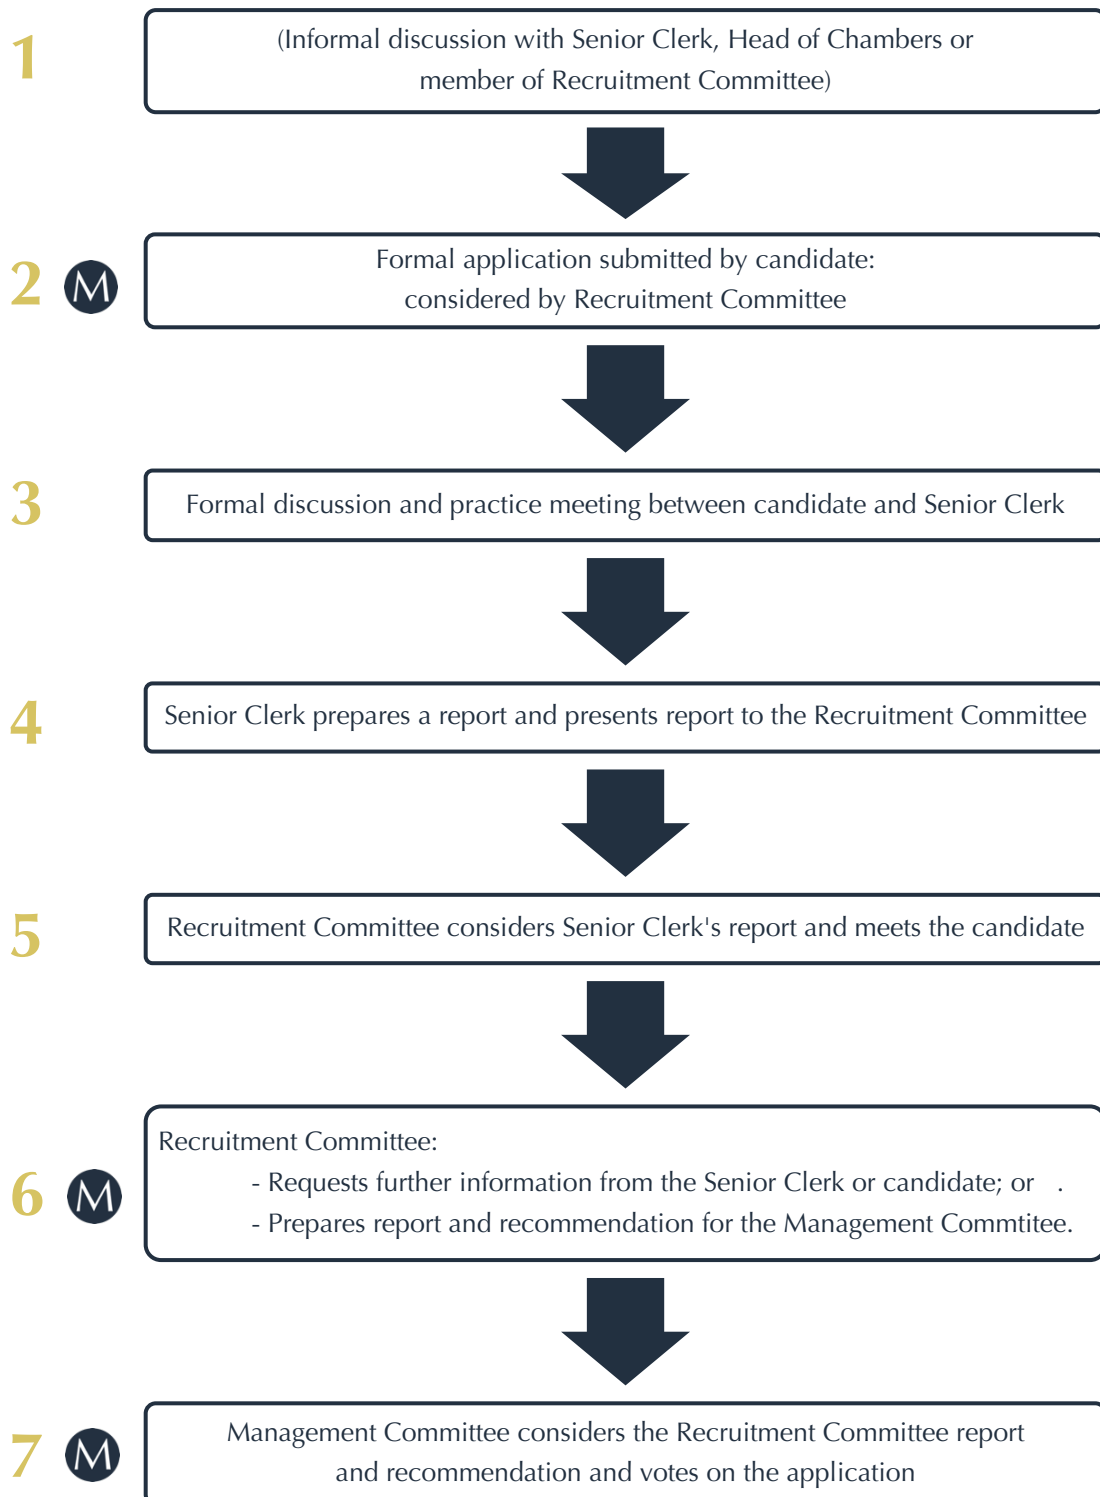 1
(Informal discussion with Senior Clerk, Head of Chambers or
member of Recruitment Committee)
2 M
Formal application submitted by candidate:
considered by Recruitment Committee
3
Formal discussion and practice meeting between candidate and Senior Clerk
4
Senior Clerk prepares a report and presents report to the Recruitment Committee
5
Recruitment Committee considers Senior Clerk's report and meets the candidate
6 M
Recruitment Committee:
- Requests further information from the Senior Clerk or candidate; or .
- Prepares report and recommendation for the Management Commtitee.
7 M
Management Committee considers the Recruitment Committee report
and recommendation and votes on the application